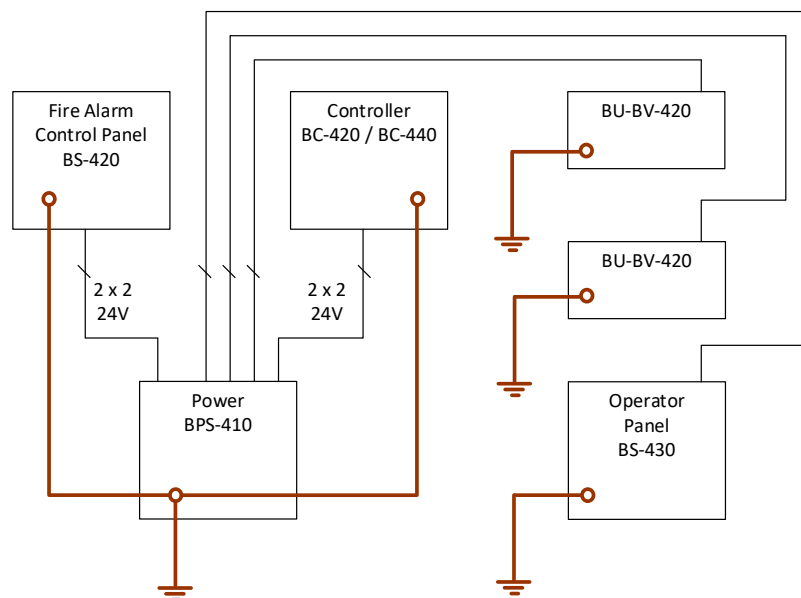 Fire Alarm
Control Panel
BS-420
Controller
BC-420 / BC-440
BU-BV-420
BU-BV-420
2 x 2
24V
2 x 2
24V
Power
BPS-410
Operator
Panel
BS-430